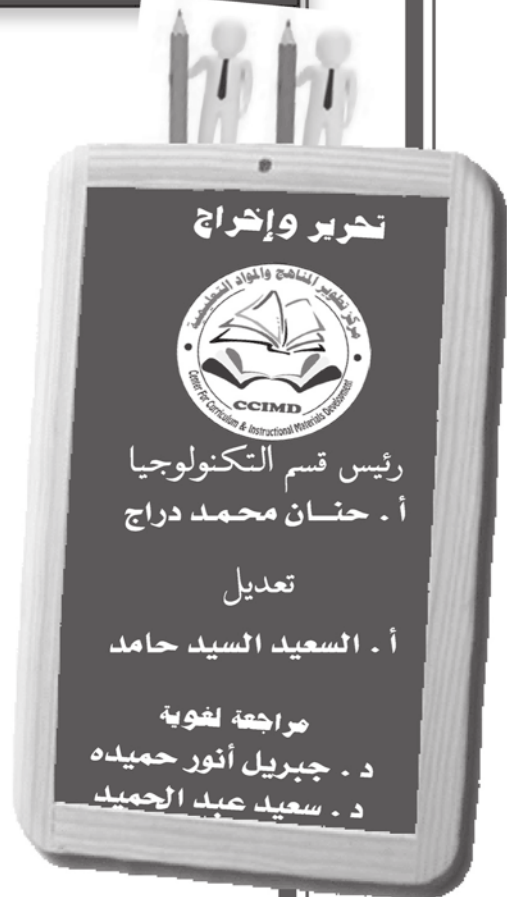 تحرير وإخراج
مركز تطوير المناهج والمواد التعليمية
CCIMD
Center For Curriculum & Instructional Materials Development
رئيس قسم التكنولوجيا
أ . حنــان محمد دراج
تعديل
أ . السعيد السيد حامد
مراجعة لغوية
د . جبريل أنور حميده
د . سعيد عبد الحميد